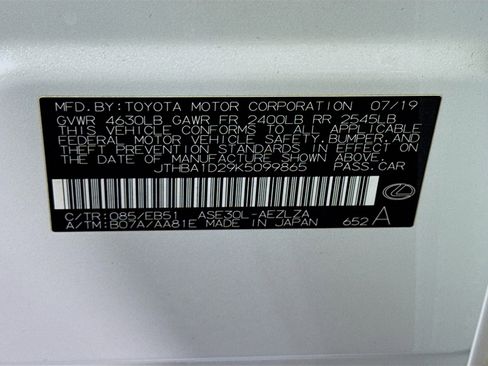 MFD.BY:TOYOTA MOTOR CORPORATION 07/19
GVWR 4630LB GAWR FR 2400LB RR 2545LB
THIS VEHICLE CONFORMS TO ALL APPLICABLE
FEDERAL MOTOR VEHICLE SAFETY,BUMPER,AND
THEFT PREVENTION STANDARDS IN EFFECT ON
THE DATE OF MANUFACTURE SHOWN ABOVE.
JTHBA1D29K5099865 PASS.CAR
C/TR:085/EB51 ASE30L-AEZLZA
A/TM:B07A/AA81E MADE IN JAPAN 652 A